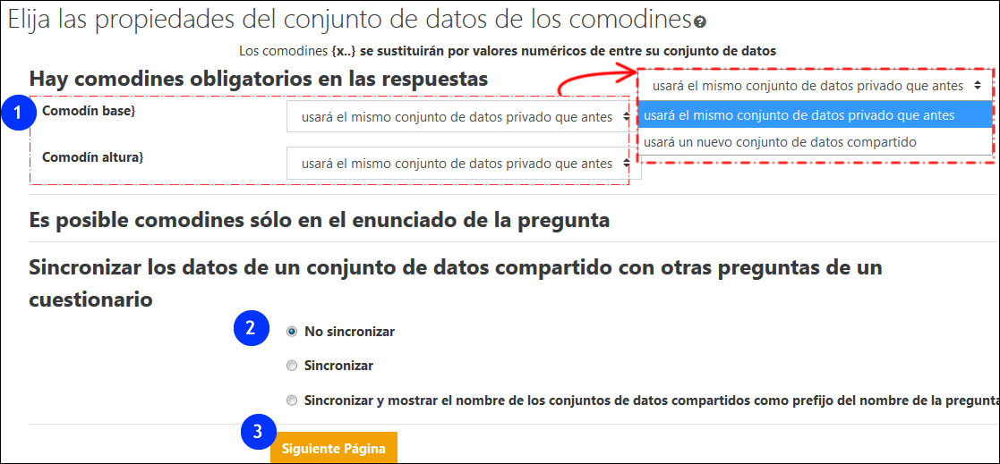 Elija las propiedades del conjunto de datos de los comodines
Los comodines {x..} se sustituirán por valores numéricos de entre su conjunto de datos
Hay comodines obligatorios en las respuestas
1
Comodín base}
usará el mismo conjunto de datos privado que antes
Comodín altura}
usará el mismo conjunto de datos privado que antes
usará el mismo conjunto de datos privado que antes
usará el mismo conjunto de datos privado que antes
usará un nuevo conjunto de datos compartido
Es posible comodines sólo en el enunciado de la pregunta
Sincronizar los datos de un conjunto de datos compartido con otras preguntas de un
cuestionario
2
No sincronizar
Sincronizar
Sincronizar y mostrar el nombre de los conjuntos de datos compartidos como prefijo del nombre de la pregunta
3
Siguiente Página